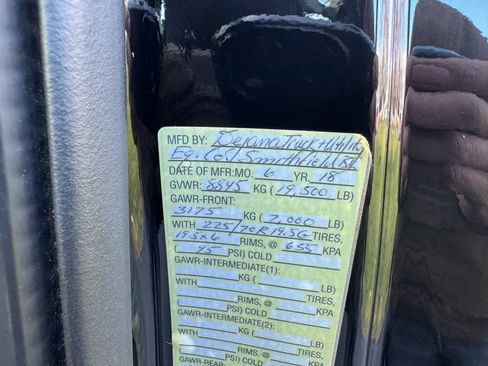 MFD BY: Dejana Truck & Utility
Eq. Co. Smithfield, RI
DATE OF MFR: MO. 6 YR. 18
GVWR: 8845 KG (19,500 LB)
GAWR-FRONT:
3175 KG (7,000 LB)
WITH 225/70R19.5G TIRES,
19.5x6 RIMS, @ 655 KPA
(95 PSI) COLD
GAWR-INTERMEDIATE(1):
KG ( LB)
WITH TIRES,
RIMS, @ KPA
( PSI) COLD
GAWR-INTERMEDIATE(2):
KG ( LB)
WITH TIRES,
RIMS, @ KPA
PSI) COLD
GAWR-REAR: